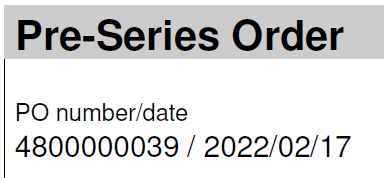 Pre-Series Order
PO number/date
4800000039 / 2022/02/17